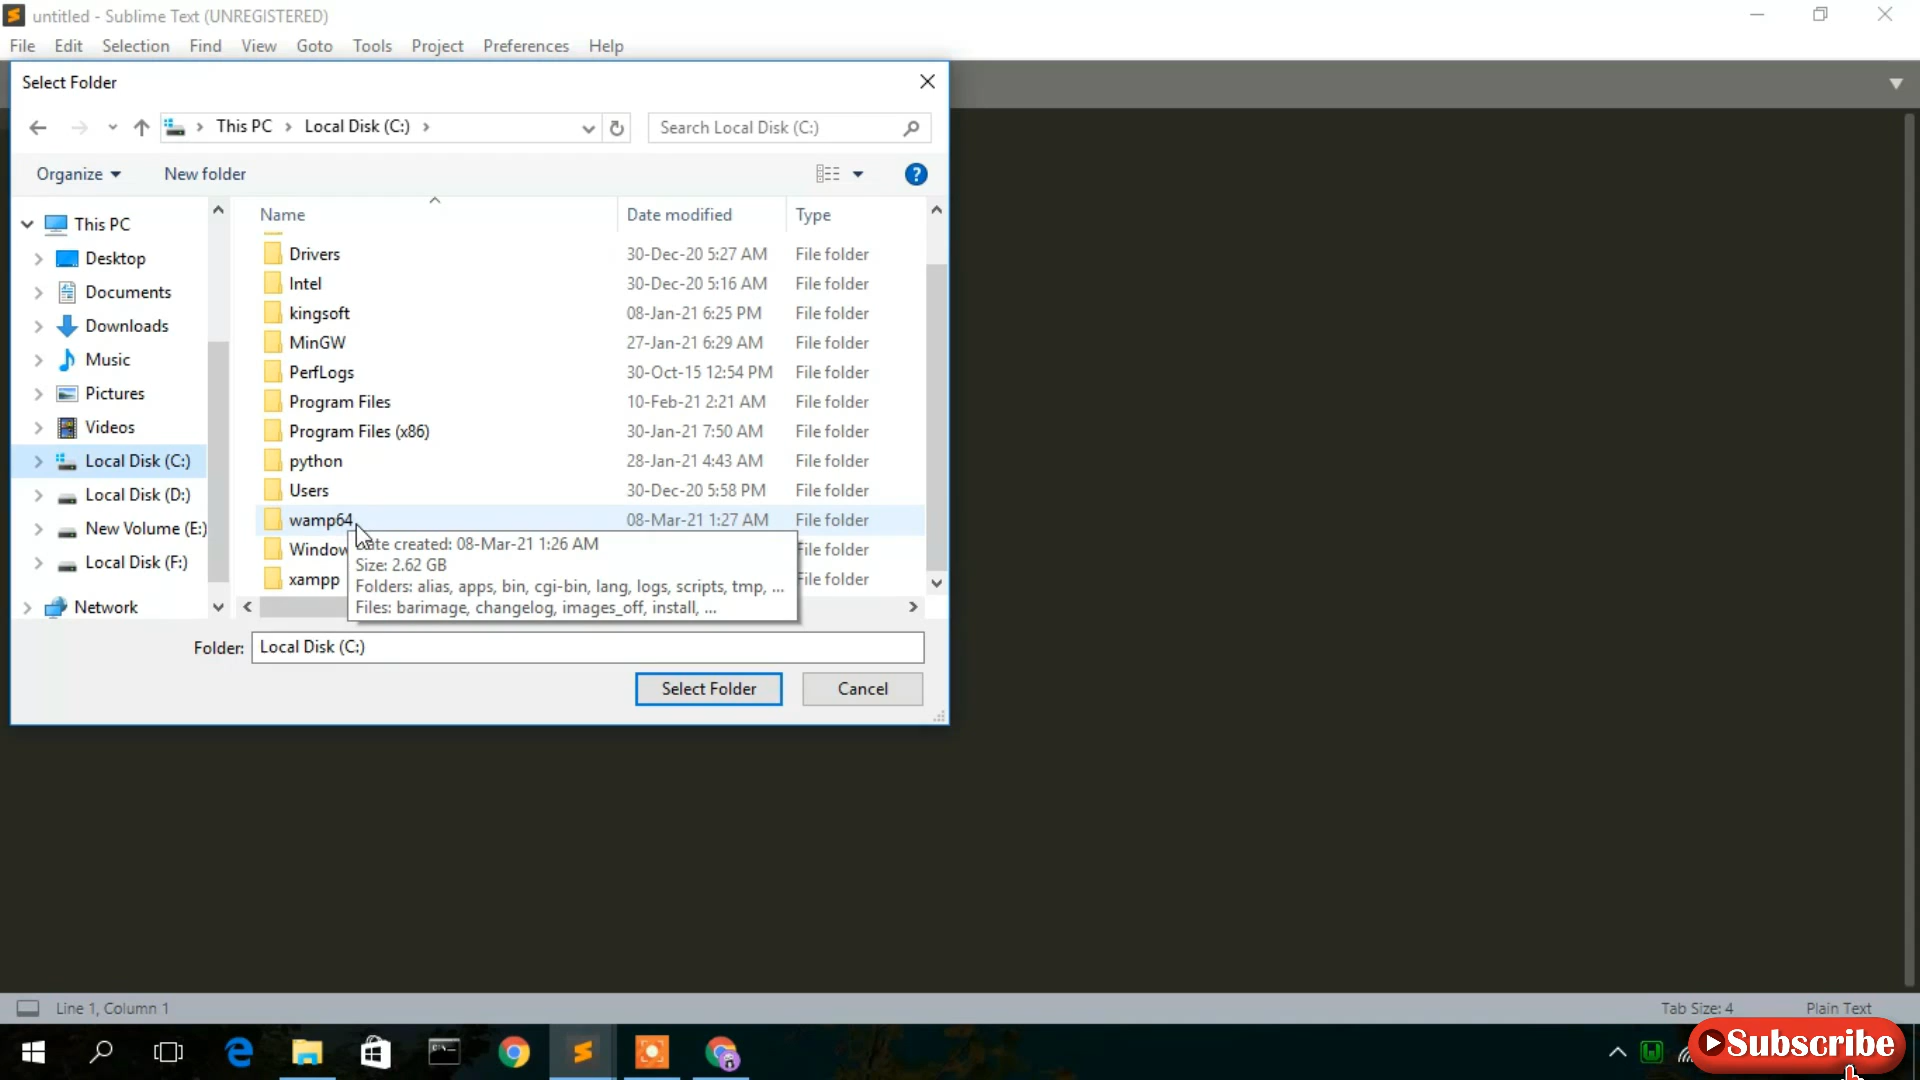 untitled - Sublime Text (UNREGISTERED)
File Edit Selection Find View Goto Tools Project Preferences Help
Select Folder
This PC > Local Disk (C:) >
Search Local Disk (C:)
Organize
New folder
Name Date modified Type
This PC
Desktop
Documents
Downloads
Music
Pictures
Videos
Local Disk (C:)
Local Disk (D:)
New Volume (E:)
Local Disk (F:)
Network
Drivers 30-Dec-20 5:27 AM File folder
Intel 30-Dec-20 5:16 AM File folder
kingsoft 08-Jan-21 6:25 PM File folder
MinGW 27-Jan-21 6:29 AM File folder
PerfLogs 30-Oct-15 12:54 PM File folder
Program Files 10-Feb-21 2:21 AM File folder
Program Files (x86) 30-Jan-21 7:50 AM File folder
python 28-Jan-21 4:43 AM File folder
Users 30-Dec-20 5:58 PM File folder
wamp64 08-Mar-21 1:27 AM File folder
Window File folder
xampp File folder
created: 08-Mar-21 1:26 AM
Size: 2.62 GB
Folders: alias, apps, bin, cgi-bin, lang, logs, scripts, tmp, ...
Files: barimage, changelog, images_off, install, ...
Folder: Local Disk (C:)
Select Folder
Cancel
Line 1, Column 1
Tab Size: 4
Plain Text
Subscribe